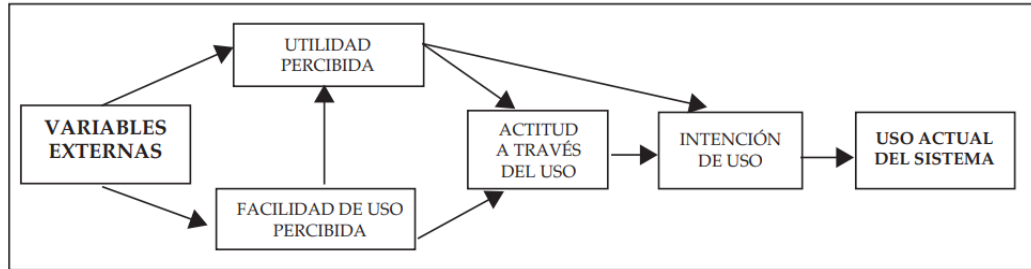 UTILIDAD
PERCIBIDA
VARIABLES
EXTERNAS
FACILIDAD DE USO
PERCIBIDA
ACTITUD
A TRAVÉS
DEL USO
INTENCIÓN
DE USO
USO ACTUAL
DEL SISTEMA